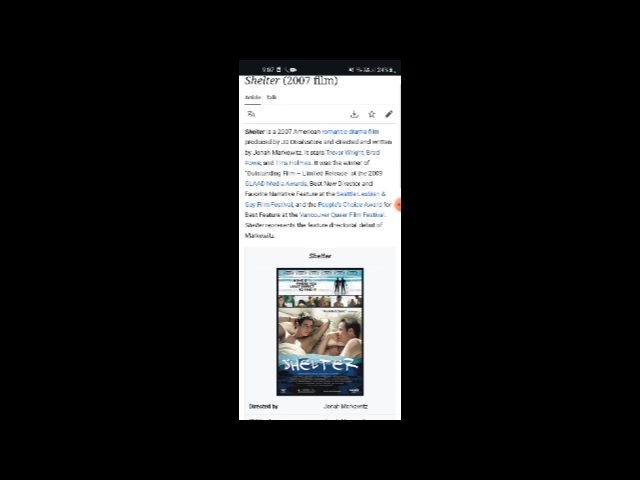 9:07
Shelter (2007 film)
Article Talk
Shelter is a 2007 American romantic drama film
produced by JD Disalvatore and directed and written
by Jonah Markowitz. It stars Trevor Wright, Brad
Rowe, and Tina Holmes. It was the winner of
"Outstanding Film – Limited Release" at the 2009
GLAAD Media Awards, Best New Director and
Favorite Narrative Feature at the Seattle Lesbian &
Gay Film Festival, and the People's Choice Award for
Best Feature at the Vancouver Queer Film Festival.
Shelter represents the feature directorial debut of
Markowitz.
Shelter
SHELTER
Directed by Jonah Markowitz